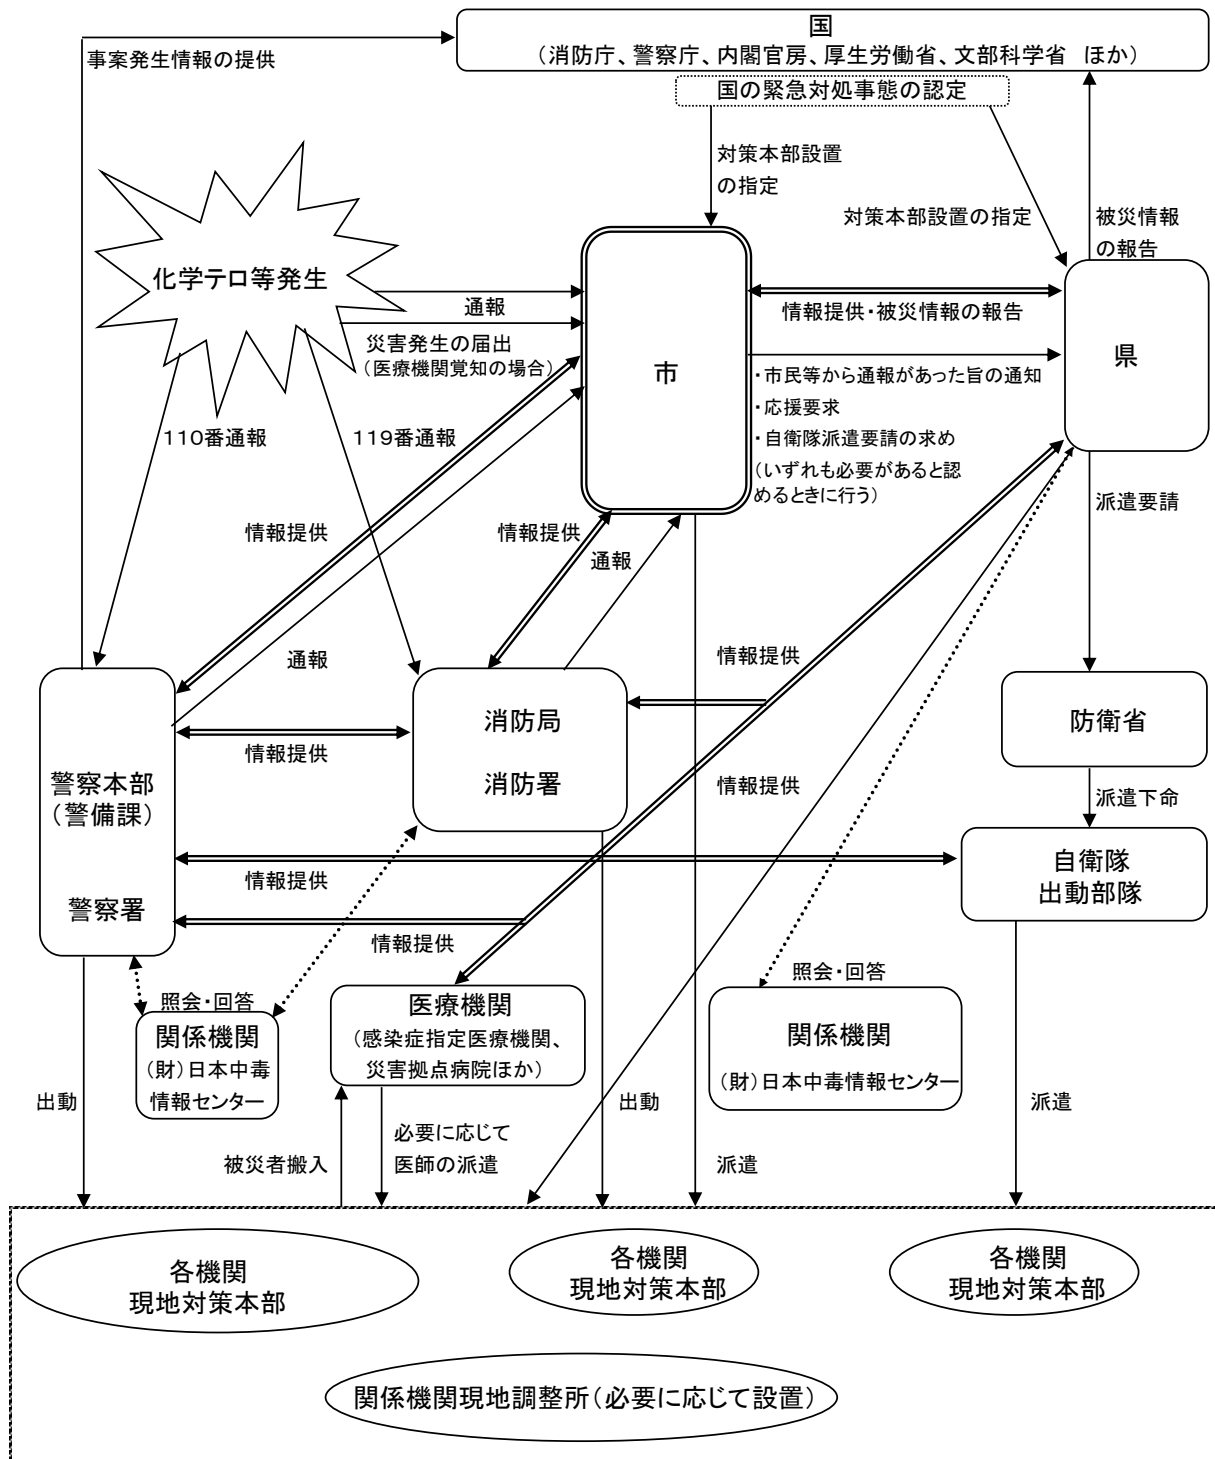 国
（消防庁、警察庁、内閣官房、厚生労働省、文部科学省　ほか）
事案発生情報の提供
国の緊急対処事態の認定
対策本部設置
の指定
対策本部設置の指定
被災情報
の報告
化学テロ等発生
通報
災害発生の届出
（医療機関覚知の場合）
市
情報提供・被災情報の報告
県
・市民等から通報があった旨の通知
・応援要求
・自衛隊派遣要請の求め
（いずれも必要があると認
めるときに行う）
110番通報
119番通報
情報提供
情報提供
通報
派遣要請
通報
情報提供
消防局
消防署
防衛省
情報提供
情報提供
警察本部
（警備課）
警察署
派遣下命
自衛隊
出動部隊
情報提供
情報提供
照会・回答
照会・回答
関係機関
（財）日本中毒
情報センター
医療機関
（感染症指定医療機関、
災害拠点病院ほか）
関係機関
（財）日本中毒情報センター
出動
被災者搬入
必要に応じて
医師の派遣
出動
派遣
派遣
各機関
現地対策本部
各機関
現地対策本部
各機関
現地対策本部
関係機関現地調整所（必要に応じて設置）